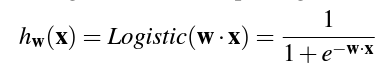 h_w(x) = Logistic(w · x) = 1 / (1 + e^{−w·x})